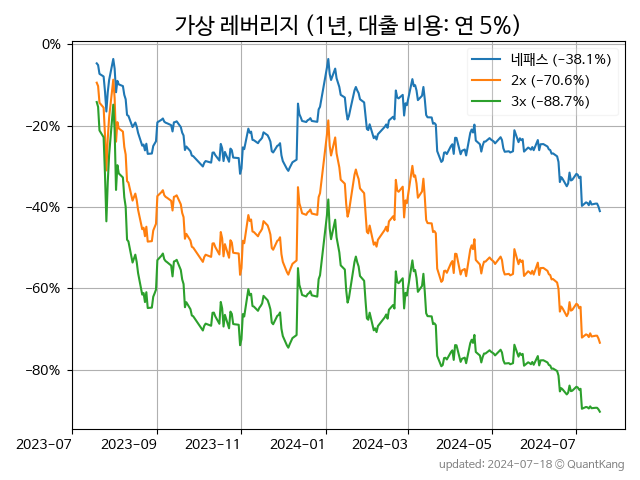 가상 레버리지 (1년, 대출 비용: 연 5%)
0%
−20%
−40%
−60%
−80%
네패스 (−38.1%)
2x (−70.6%)
3x (−88.7%)
2023-07 2023-09 2023-11 2024-01 2024-03 2024-05 2024-07
updated: 2024-07-18 © QuantKang